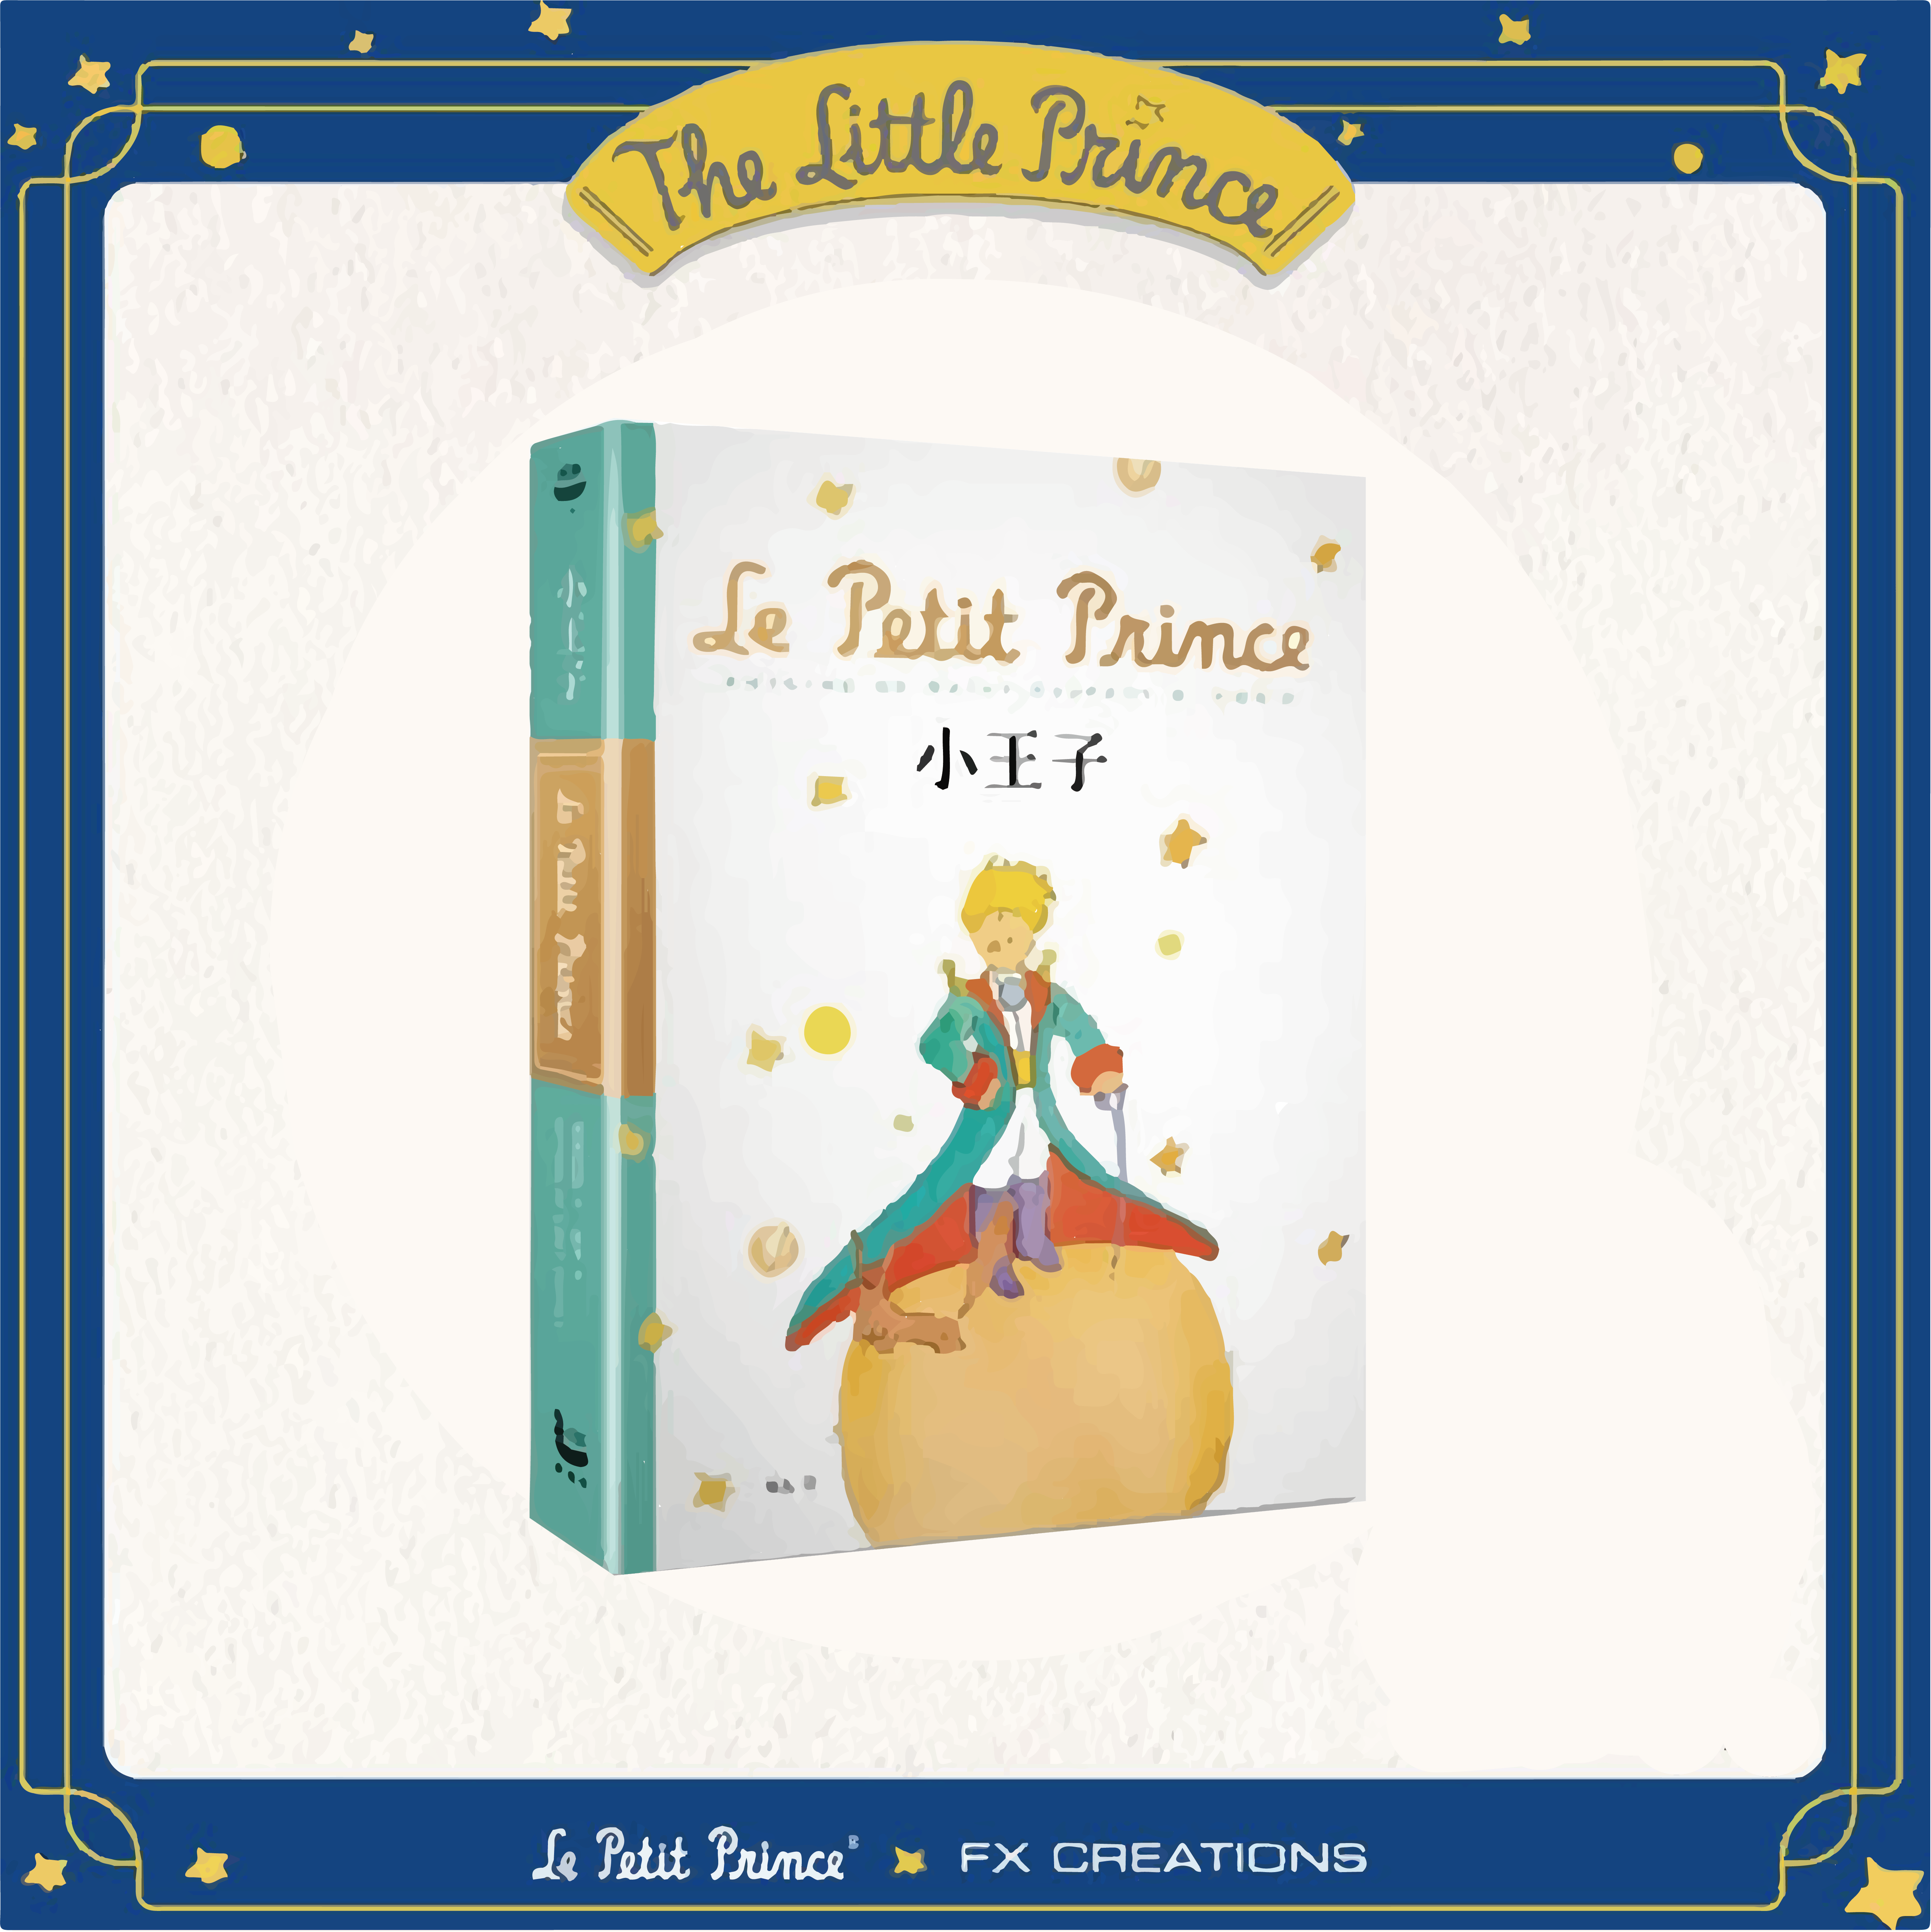 The Little Prince
Le Petit Prince
小王子
Le Petit Prince
Le Petit Prince® FX CREATIONS